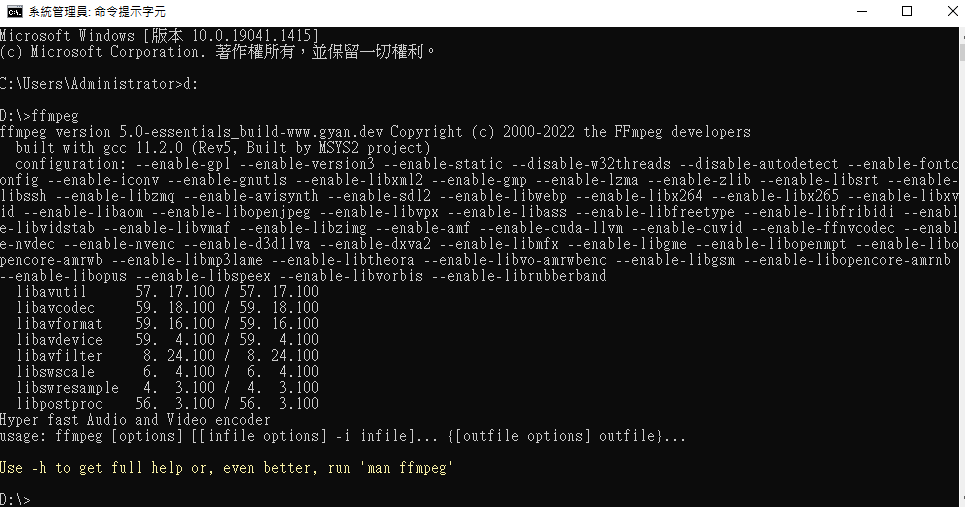 系統管理員: 命令提示字元
Microsoft Windows [版本 10.0.19041.1415]
(c) Microsoft Corporation. 著作權所有，並保留一切權利。
C:\Users\Administrator>d:
D:\>ffmpeg
ffmpeg version 5.0-essentials_build-www.gyan.dev Copyright (c) 2000-2022 the FFmpeg developers
  built with gcc 11.2.0 (Rev5, Built by MSYS2 project)
  configuration: --enable-gpl --enable-version3 --enable-static --disable-w32threads --disable-autodetect --enable-fontc
onfig --enable-iconv --enable-gnutls --enable-libxml2 --enable-gmp --enable-lzma --enable-zlib --enable-libsrt --enable-
libssh --enable-libzmq --enable-avisynth --enable-sdl2 --enable-libwebp --enable-libx264 --enable-libx265 --enable-libxv
id --enable-libaom --enable-libopenjpeg --enable-libvpx --enable-libass --enable-libfreetype --enable-libfribidi --enabl
e-libvidstab --enable-libvmaf --enable-libzimg --enable-amf --enable-cuda-llvm --enable-cuvid --enable-ffnvcodec --enabl
e-nvdec --enable-nvenc --enable-d3d11va --enable-dxva2 --enable-libmfx --enable-libgme --enable-libopenmpt --enable-libo
pencore-amrwb --enable-libmp3lame --enable-libtheora --enable-libvo-amrwbenc --enable-libgsm --enable-libopencore-amrnb
--enable-libopus --enable-libspeex --enable-libvorbis --enable-librubberband
  libavutil      57. 17.100 / 57. 17.100
  libavcodec     59. 18.100 / 59. 18.100
  libavformat    59. 16.100 / 59. 16.100
  libavdevice    59.  4.100 / 59.  4.100
  libavfilter     8. 24.100 /  8. 24.100
  libswscale      6.  4.100 /  6.  4.100
  libswresample   4.  3.100 /  4.  3.100
  libpostproc    56.  3.100 / 56.  3.100
Hyper fast Audio and Video encoder
usage: ffmpeg [options] [[infile options] -i infile]... {[outfile options] outfile}...
Use -h to get full help or, even better, run 'man ffmpeg'
D:\>